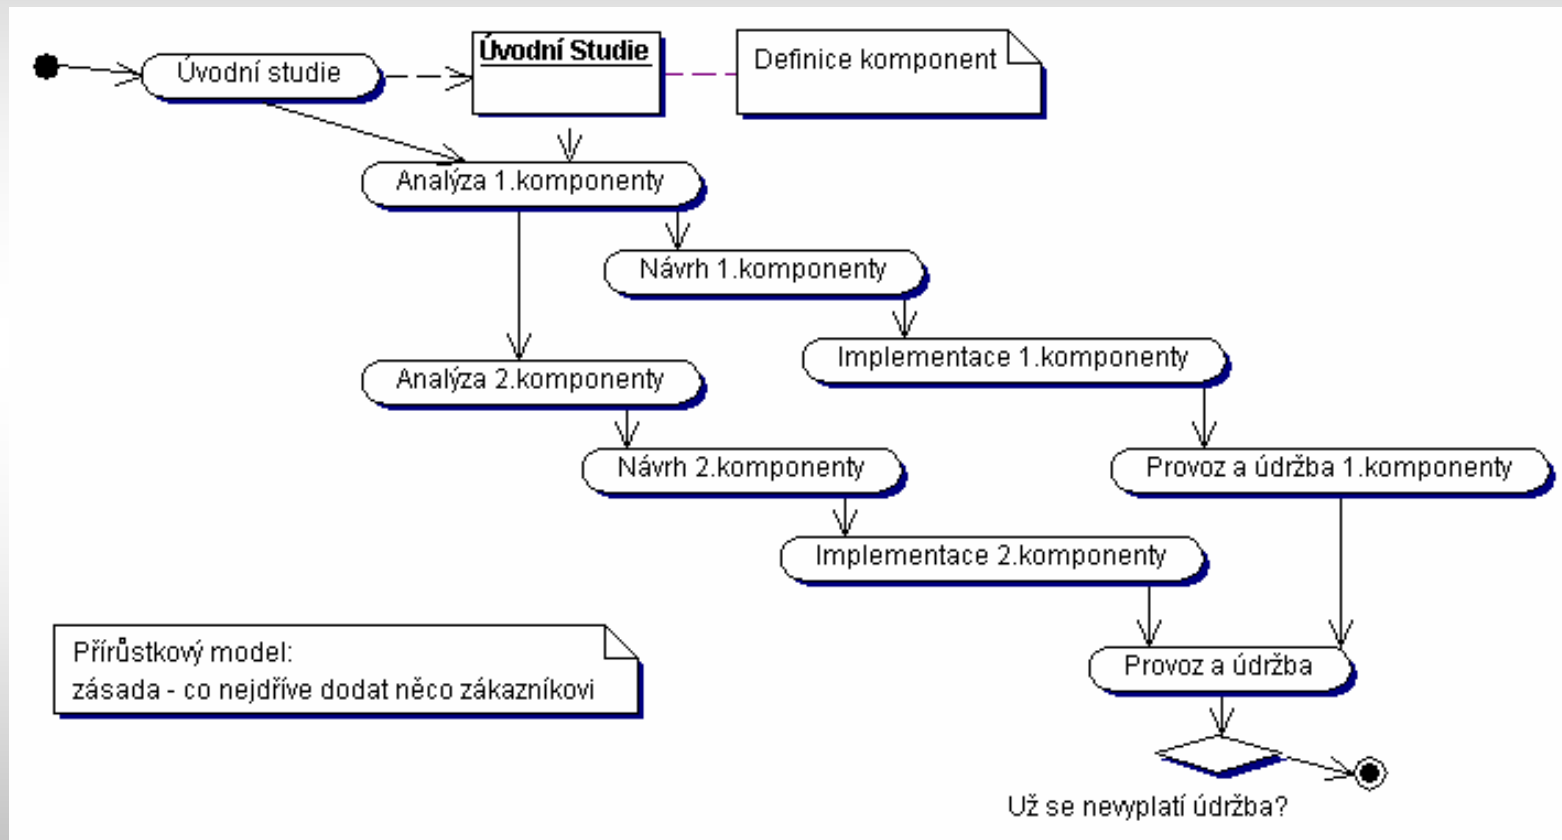 Úvodní studie
Úvodní Studie
Definice komponent
Analýza 1.komponenty
Návrh 1.komponenty
Implementace 1.komponenty
Analýza 2.komponenty
Návrh 2.komponenty
Provoz a údržba 1.komponenty
Implementace 2.komponenty
Přírůstkový model:
zásada - co nejdříve dodat něco zákazníkovi
Provoz a údržba
Už se nevyplatí údržba?